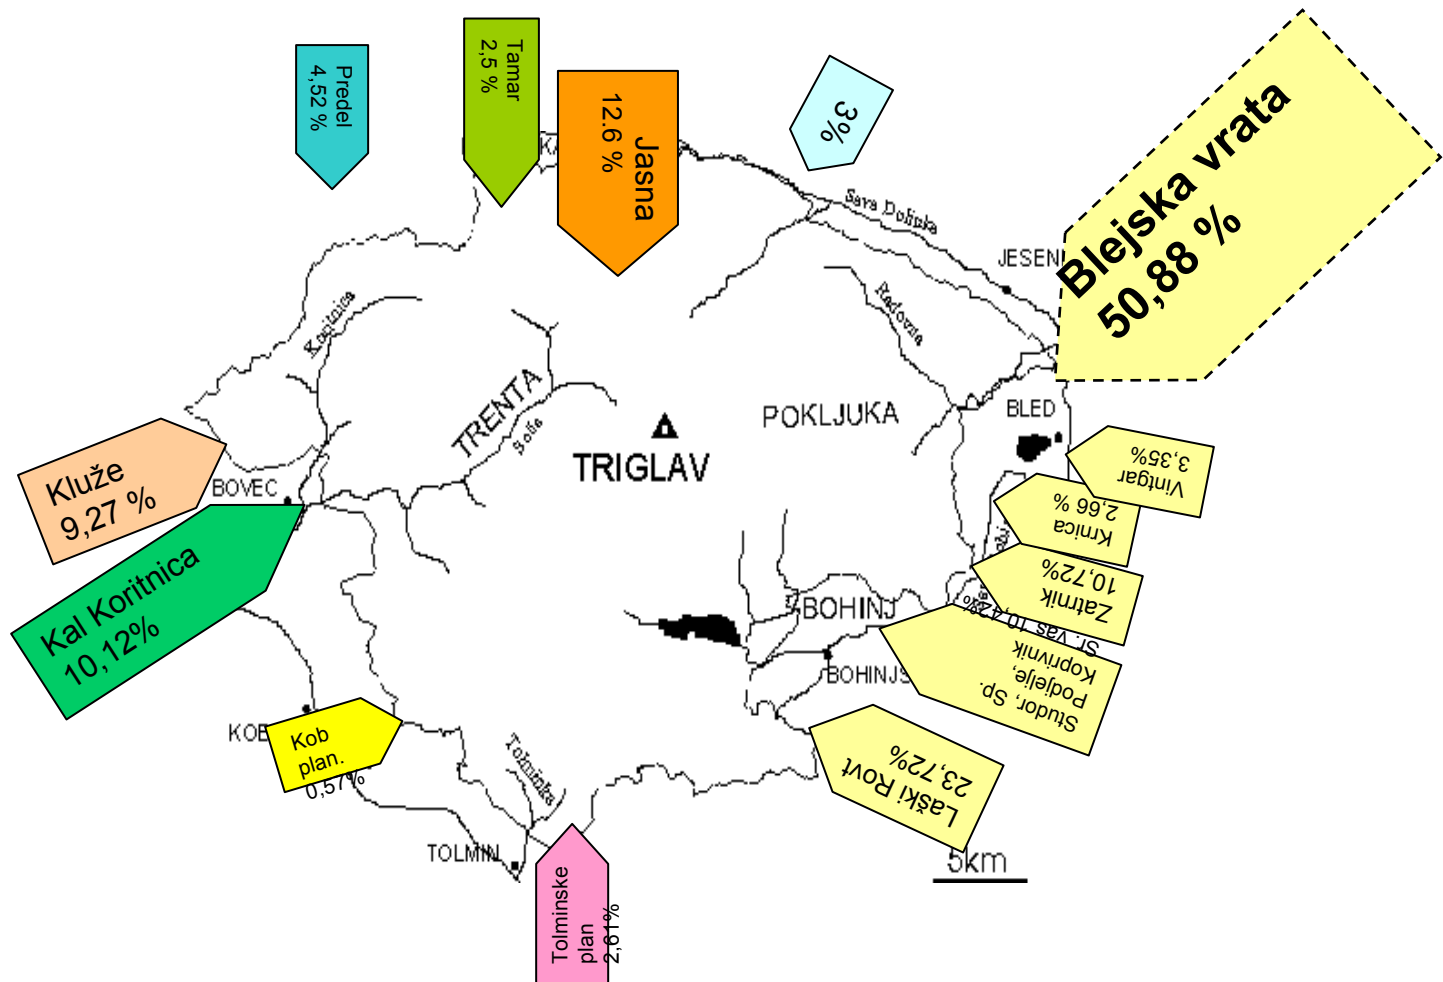 Predel
4,52 %
Tamar
2,5 %
Jasna
12.6 %
3%
Blejska vrata
50,88 %
Sava Dolinka
JESENI
Radovna
Koritnica
TRENTA
Soča
POKLJUKA
BLED
TRIGLAV
Kluže
9,27 %
BOVEC
Kal Koritnica
10,12%
Vintgar
3,35%
Krnica
2,66 %
Zatrnik
10,72%
BOHINJ
BOHINJS
Studor, Sp.
Podjelje,
Koprivnik
Sr. vas 10,42%
Laški Rovt
23,72%
KOB
Kob
plan.
0,57%
Tolminka
TOLMIN
Tolminske
plan
2,61%
5km